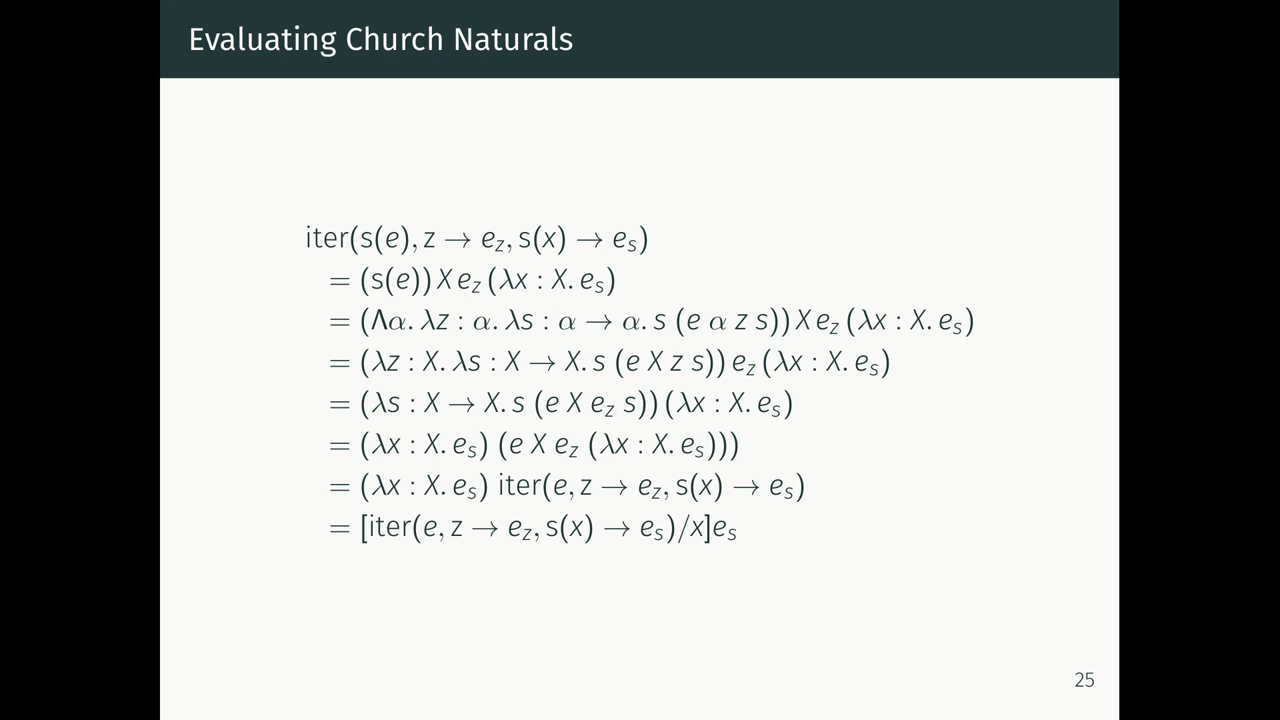 Evaluating Church Naturals
iter(s(e), z → e_z, s(x) → e_s)
= (s(e)) X e_z (λx : X. e_s)
= (Λα. λz : α. λs : α → α. s (e α z s)) X e_z (λx : X. e_s)
= (λz : X. λs : X → X. s (e X z s)) e_z (λx : X. e_s)
= (λs : X → X. s (e X e_z s)) (λx : X. e_s)
= (λx : X. e_s) (e X e_z (λx : X. e_s)))
= (λx : X. e_s) iter(e, z → e_z, s(x) → e_s)
= [iter(e, z → e_z, s(x) → e_s)/x]e_s
25